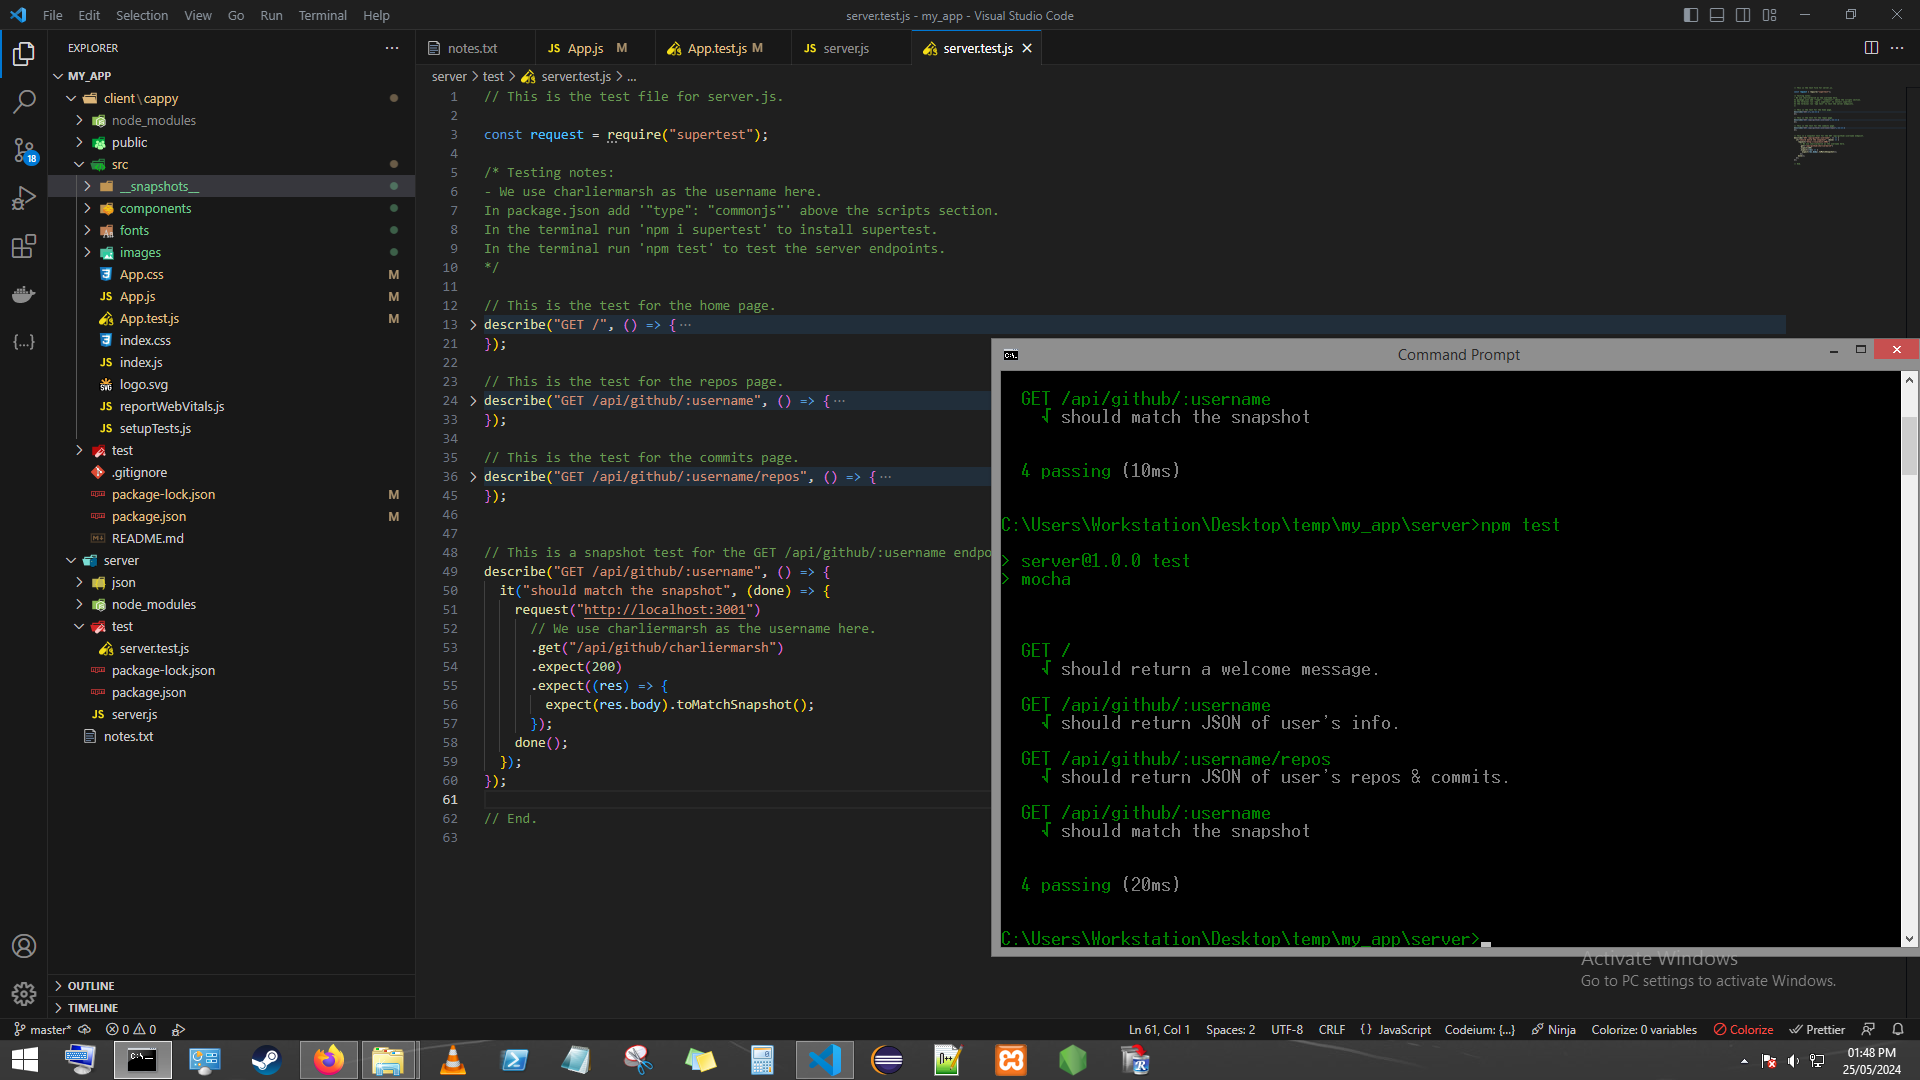 File Edit Selection View Go Run Terminal Help
server.test.js - my_app - Visual Studio Code
EXPLORER
MY_APP
client\cappy
node_modules
public
src
__snapshots__
components
fonts
images
App.css M
App.js M
App.test.js M
index.css
index.js
logo.svg
reportWebVitals.js
setupTests.js
test
.gitignore
package-lock.json M
package.json M
README.md
server
json
node_modules
test
server.test.js
package-lock.json
package.json
server.js
notes.txt
OUTLINE
TIMELINE
18
notes.txt
App.js M
App.test.js M
server.js
server.test.js
server > test > server.test.js > ...
1 // This is the test file for server.js.
2
3 const request = require("supertest");
4
5 /* Testing notes:
6 - We use charliermarsh as the username here.
7 In package.json add '"type": "commonjs"' above the scripts section.
8 In the terminal run 'npm i supertest' to install supertest.
9 In the terminal run 'npm test' to test the server endpoints.
10 */
11
12 // This is the test for the home page.
13 describe("GET /", () => {···
21 });
22
23 // This is the test for the repos page.
24 describe("GET /api/github/:username", () => {···
33 });
34
35 // This is the test for the commits page.
36 describe("GET /api/github/:username/repos", () => {···
45 });
46
47
48 // This is a snapshot test for the GET /api/github/:username endpo
49 describe("GET /api/github/:username", () => {
50 it("should match the snapshot", (done) => {
51 request("http://localhost:3001")
52 // We use charliermarsh as the username here.
53 .get("/api/github/charliermarsh")
54 .expect(200)
55 .expect((res) => {
56 expect(res.body).toMatchSnapshot();
57 });
58 done();
59 });
60 });
61
62 // End.
63
Command Prompt
GET /api/github/:username
√ should match the snapshot
4 passing (10ms)
C:\Users\Workstation\Desktop\temp\my_app\server>npm test
> server@1.0.0 test
> mocha
GET /
√ should return a welcome message.
GET /api/github/:username
√ should return JSON of user's info.
GET /api/github/:username/repos
√ should return JSON of user's repos & commits.
GET /api/github/:username
√ should match the snapshot
4 passing (20ms)
C:\Users\Workstation\Desktop\temp\my_app\server>
Activate Windows
Go to PC settings to activate Windows.
master* 0 0
Ln 61, Col 1 Spaces: 2 UTF-8 CRLF {} JavaScript Codeium: {...} Ninja Colorize: 0 variables Colorize Prettier
01:48 PM
25/05/2024